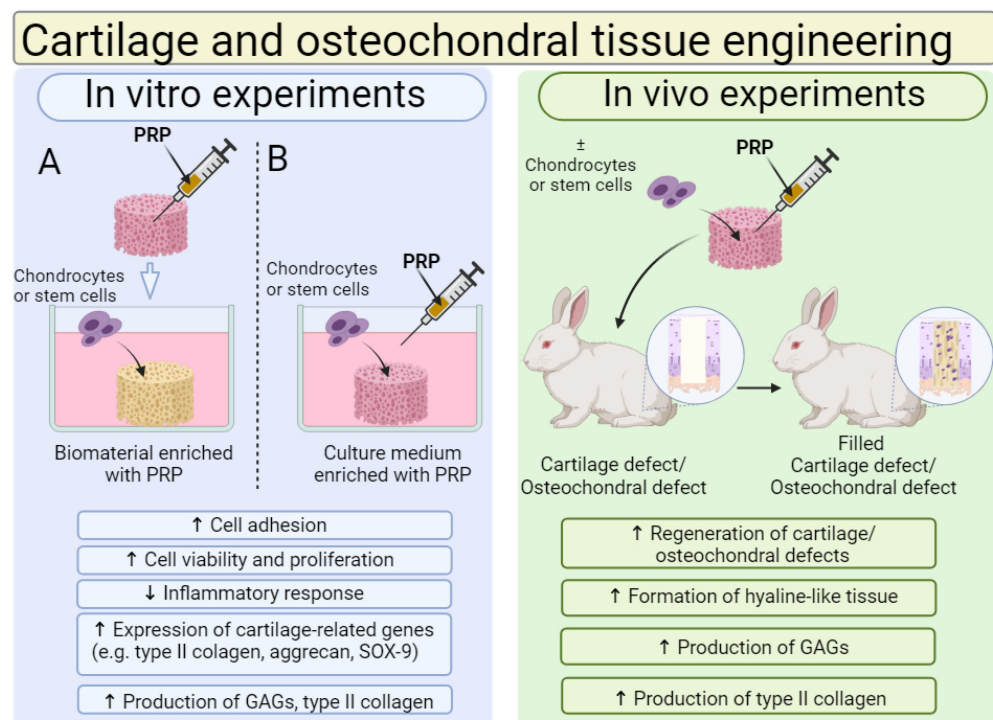 Cartilage and osteochondral tissue engineering
In vitro experiments
A
PRP
B
Chondrocytes
or stem cells
Biomaterial enriched
with PRP
Chondrocytes
or stem cells
PRP
Culture medium
enriched with PRP
↑ Cell adhesion
↑ Cell viability and proliferation
↓ Inflammatory response
↑ Expression of cartilage-related genes
(e.g. type II colagen, aggrecan, SOX-9)
↑ Production of GAGs, type II collagen
In vivo experiments
±
Chondrocytes
or stem cells
PRP
Cartilage defect/
Osteochondral defect
Filled
Cartilage defect/
Osteochondral defect
↑ Regeneration of cartilage/
osteochondral defects
↑ Formation of hyaline-like tissue
↑ Production of GAGs
↑ Production of type II collagen